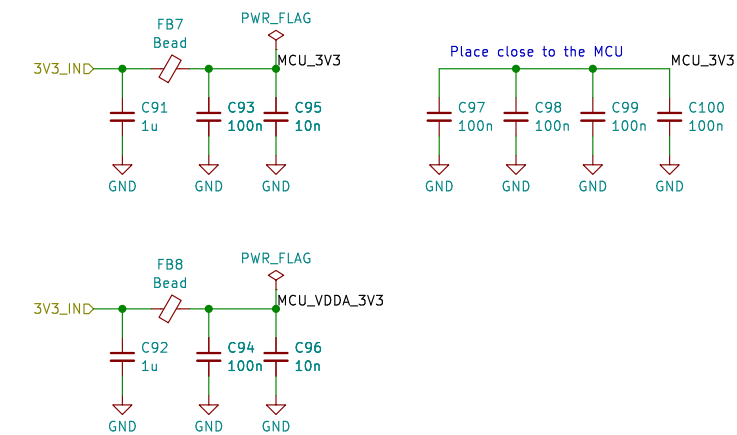 FB7
Bead
PWR_FLAG
3V3_IN
MCU_3V3
C91
1u
C93
100n
C95
10n
GND
GND
GND
Place close to the MCU
MCU_3V3
C97
100n
C98
100n
C99
100n
C100
100n
GND
GND
GND
GND
FB8
Bead
PWR_FLAG
3V3_IN
MCU_VDDA_3V3
C92
1u
C94
100n
C96
10n
GND
GND
GND